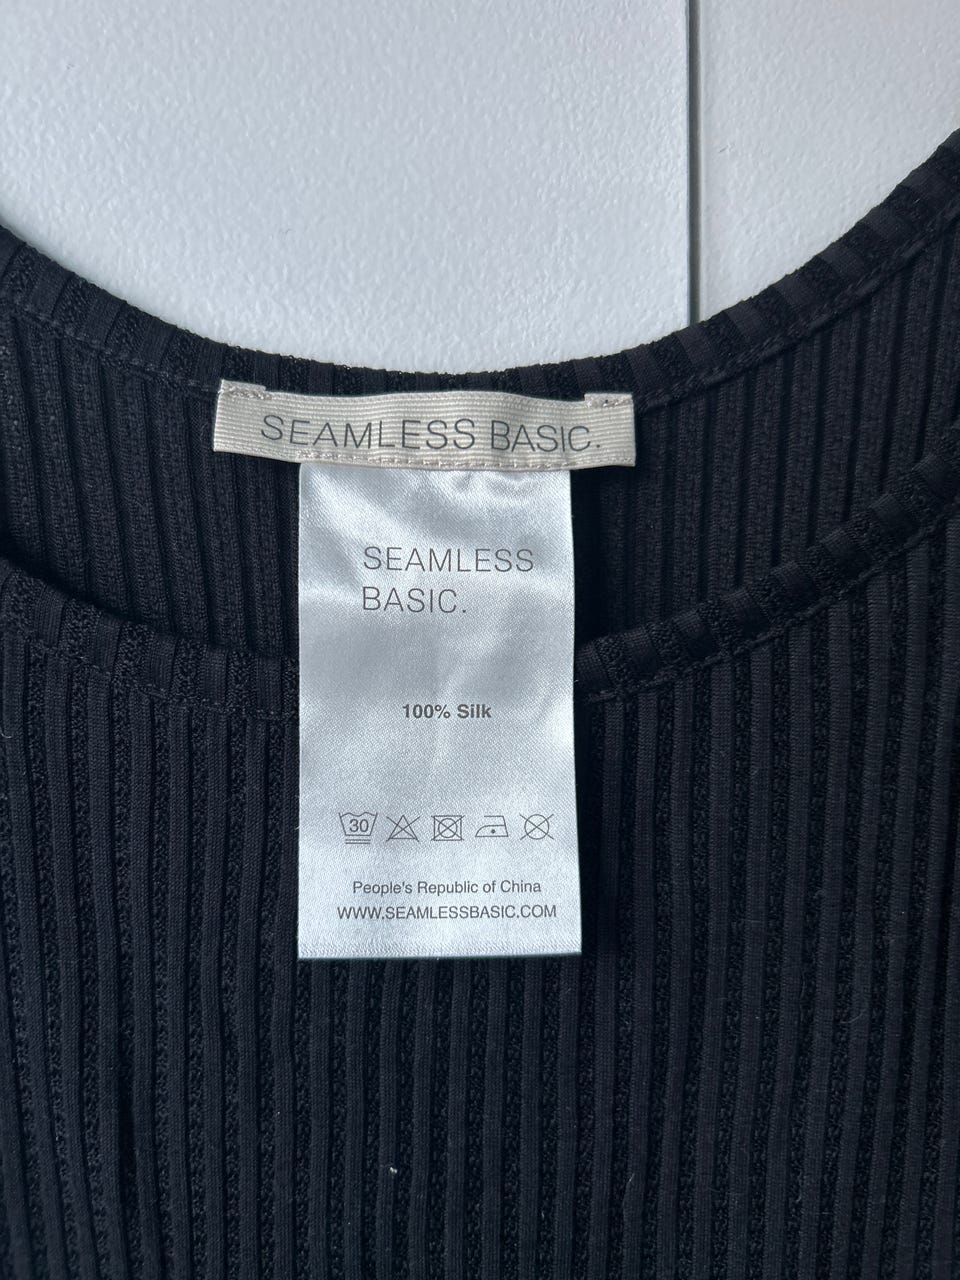 SEAMLESS BASIC.
SEAMLESS
BASIC.
100% Silk
30
People's Republic of China
WWW.SEAMLESSBASIC.COM